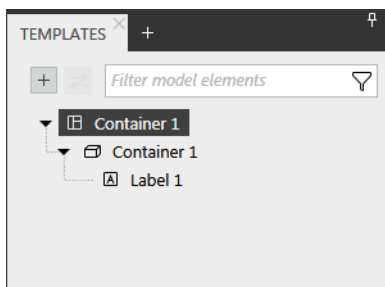 TEMPLATES
Filter model elements
Container 1
Container 1
A Label 1